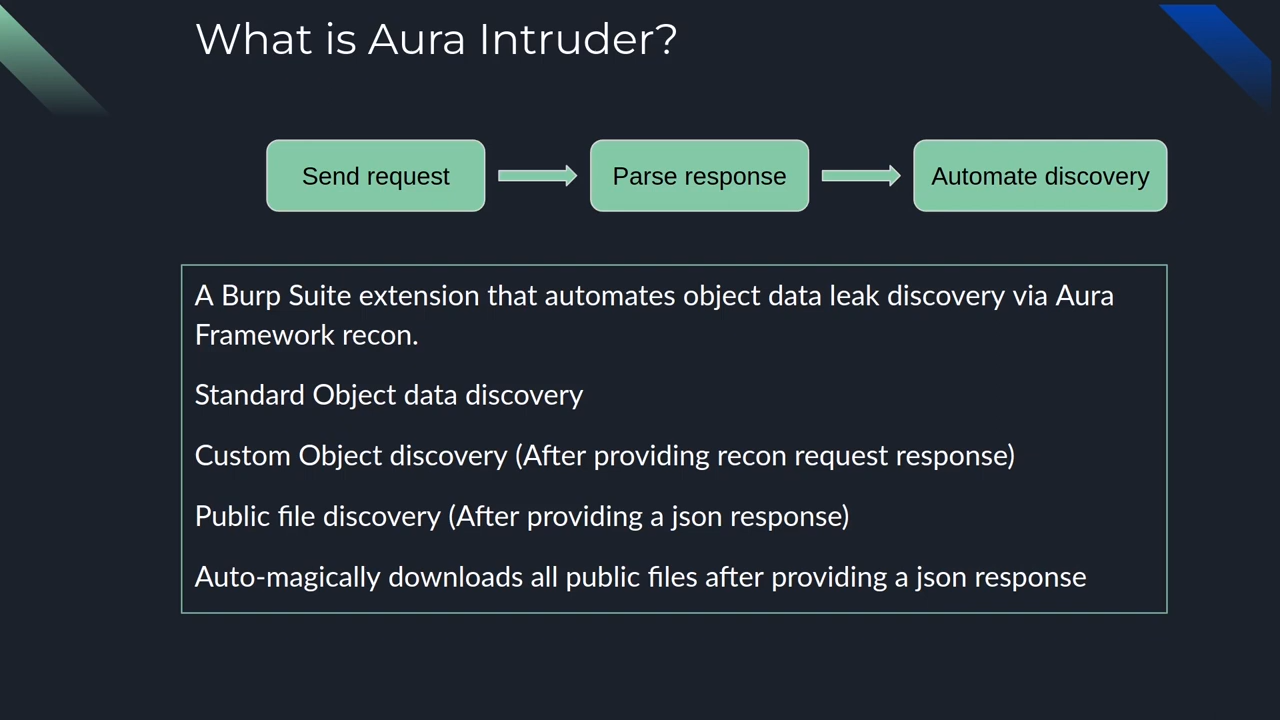 What is Aura Intruder?
Send request
Parse response
Automate discovery
A Burp Suite extension that automates object data leak discovery via Aura
Framework recon.
Standard Object data discovery
Custom Object discovery (After providing recon request response)
Public file discovery (After providing a json response)
Auto-magically downloads all public files after providing a json response